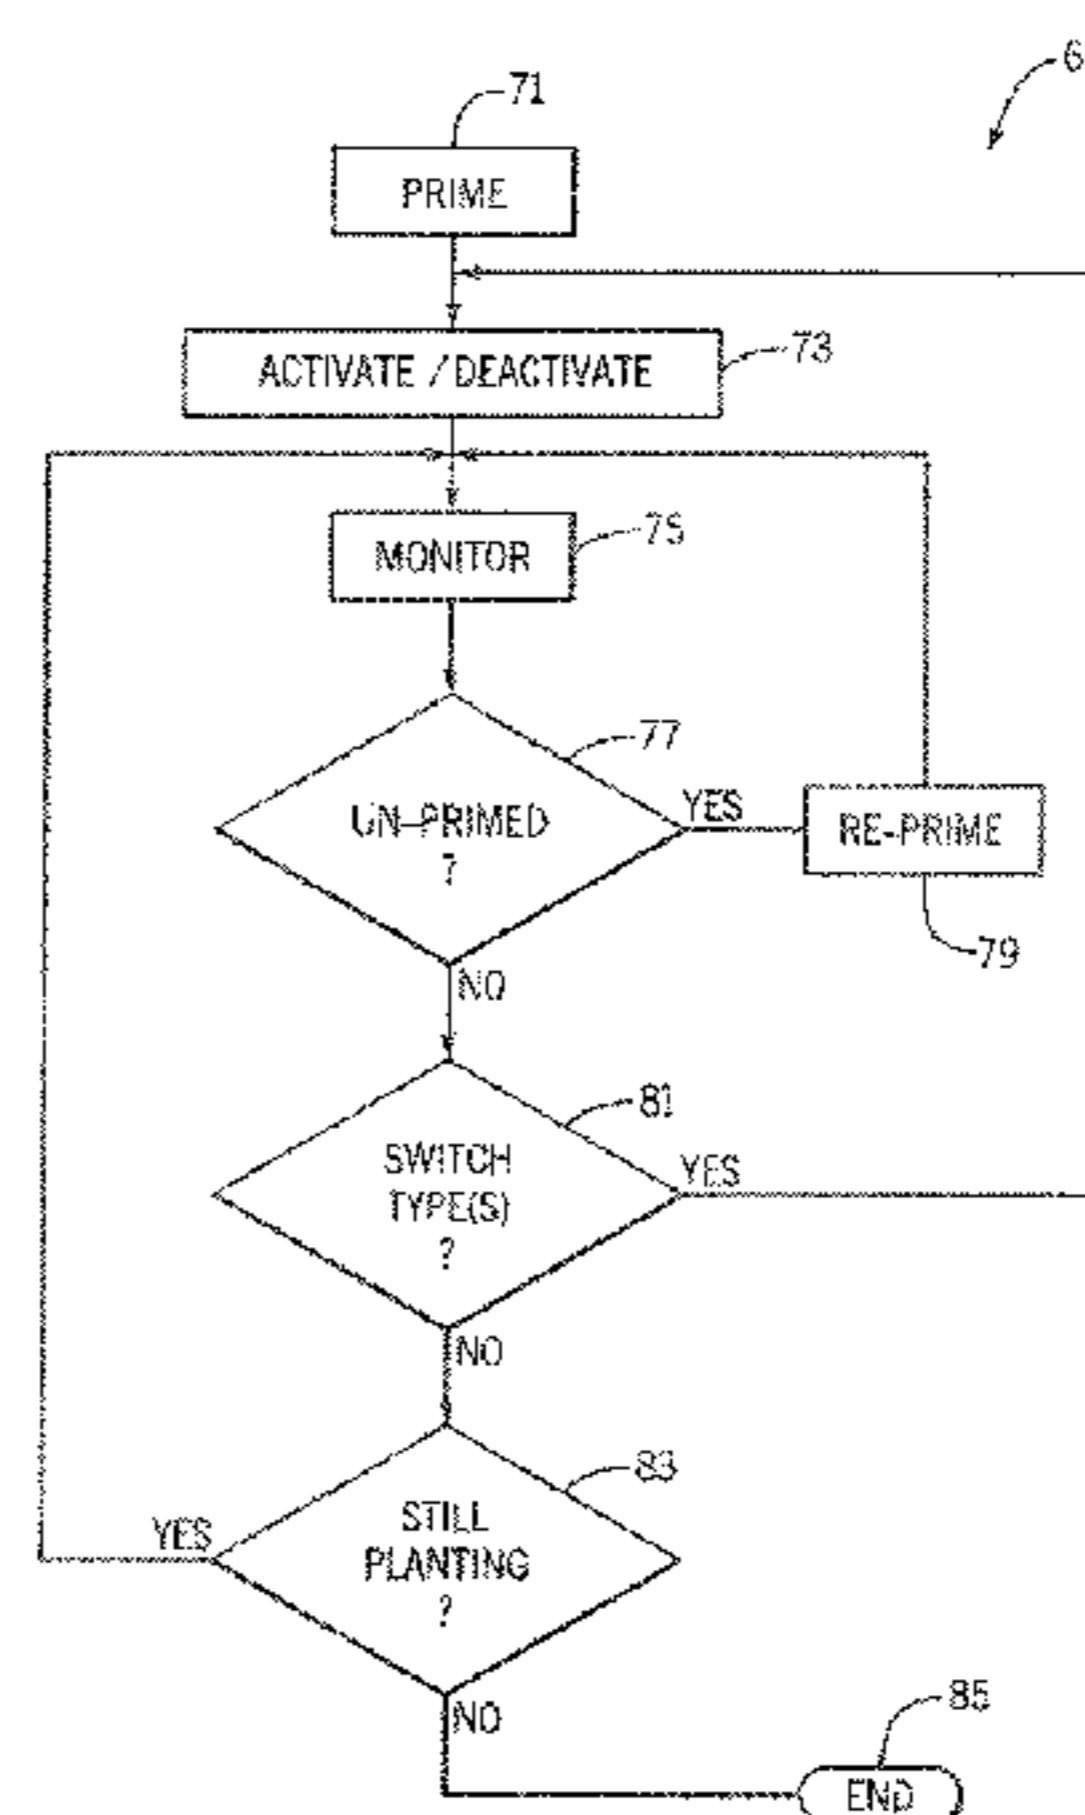 6
71
PRIME
73
ACTIVATE / DEACTIVATE
75
MONITOR
77
UN-PRIMED
?
YES
RE-PRIME
79
NO
81
SWITCH
TYPE(S)
?
YES
NO
83
STILL
PLANTING
?
YES
NO
85
END